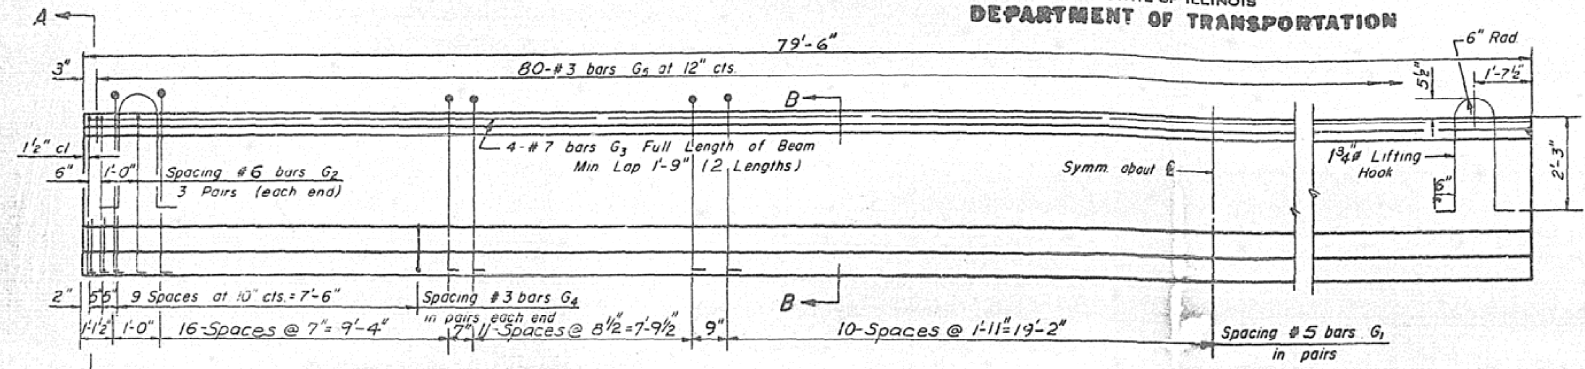 DEPARTMENT OF TRANSPORTATION
A
79'-6"
6" Rad.
3"
80-#3 bars G5 at 12" cts.
5½"
1'-7½"
B
4-#7 bars G3 Full Length of Beam
Min Lap 1'-9" (2 Lengths)
1½" cl
6"
1'-0"
Spacing #6 bars G2
3 Pairs (each end)
Symm. about ℄
1¾"ø Lifting
Hook
2'-3"
6"
2"
5"
5"
9 Spaces at 10" cts.= 7'-6"
Spacing #3 bars G4
in pairs each end
B
1'-1½"
1'-0"
16-Spaces @ 7"= 9'-4"
7"
11-Spaces @ 8½"=7'-9½"
9"
10-Spaces @ 1'-11"=19'-2"
Spacing #5 bars G1
in pairs